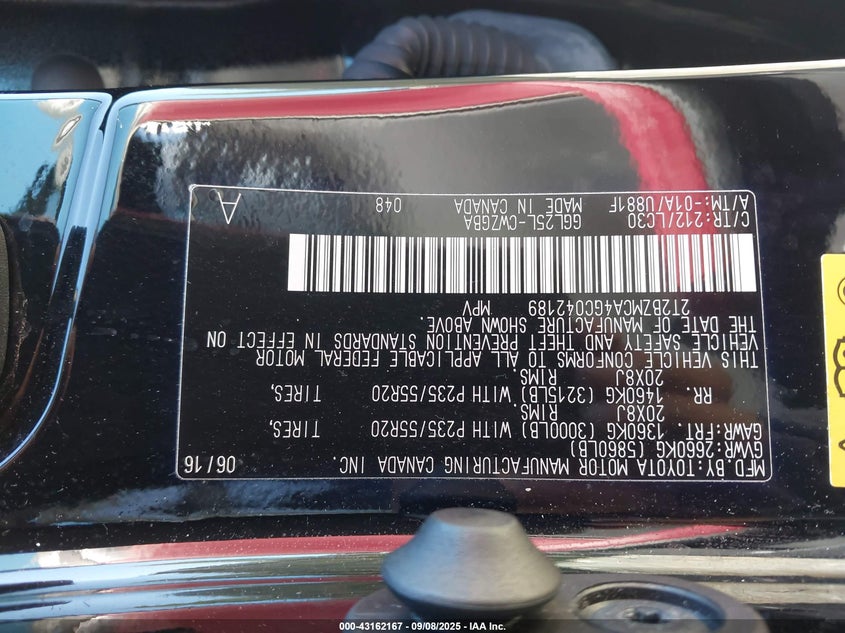 MFD.BY:TOYOTA MOTOR MANUFACTURING CANADA INC. 06/16
GVWR:2660KG (5860LB)
GAWR:FRT. 1360KG (3000LB) WITH P235/55R20 TIRES,
20X8J RIMS
RR. 1460KG (3215LB) WITH P235/55R20 TIRES,
20X8J RIMS
THIS VEHICLE CONFORMS TO ALL APPLICABLE FEDERAL MOTOR
VEHICLE SAFETY AND THEFT PREVENTION STANDARDS IN EFFECT ON
THE DATE OF MANUFACTURE SHOWN ABOVE.
2T2BZMCA4GC042189 MPV
C/TR:212/LC30 GGL25L-CWZGBA A
A/TM:-01A/U881F MADE IN CANADA 048
000-43162167 - 09/08/2025 - IAA Inc.